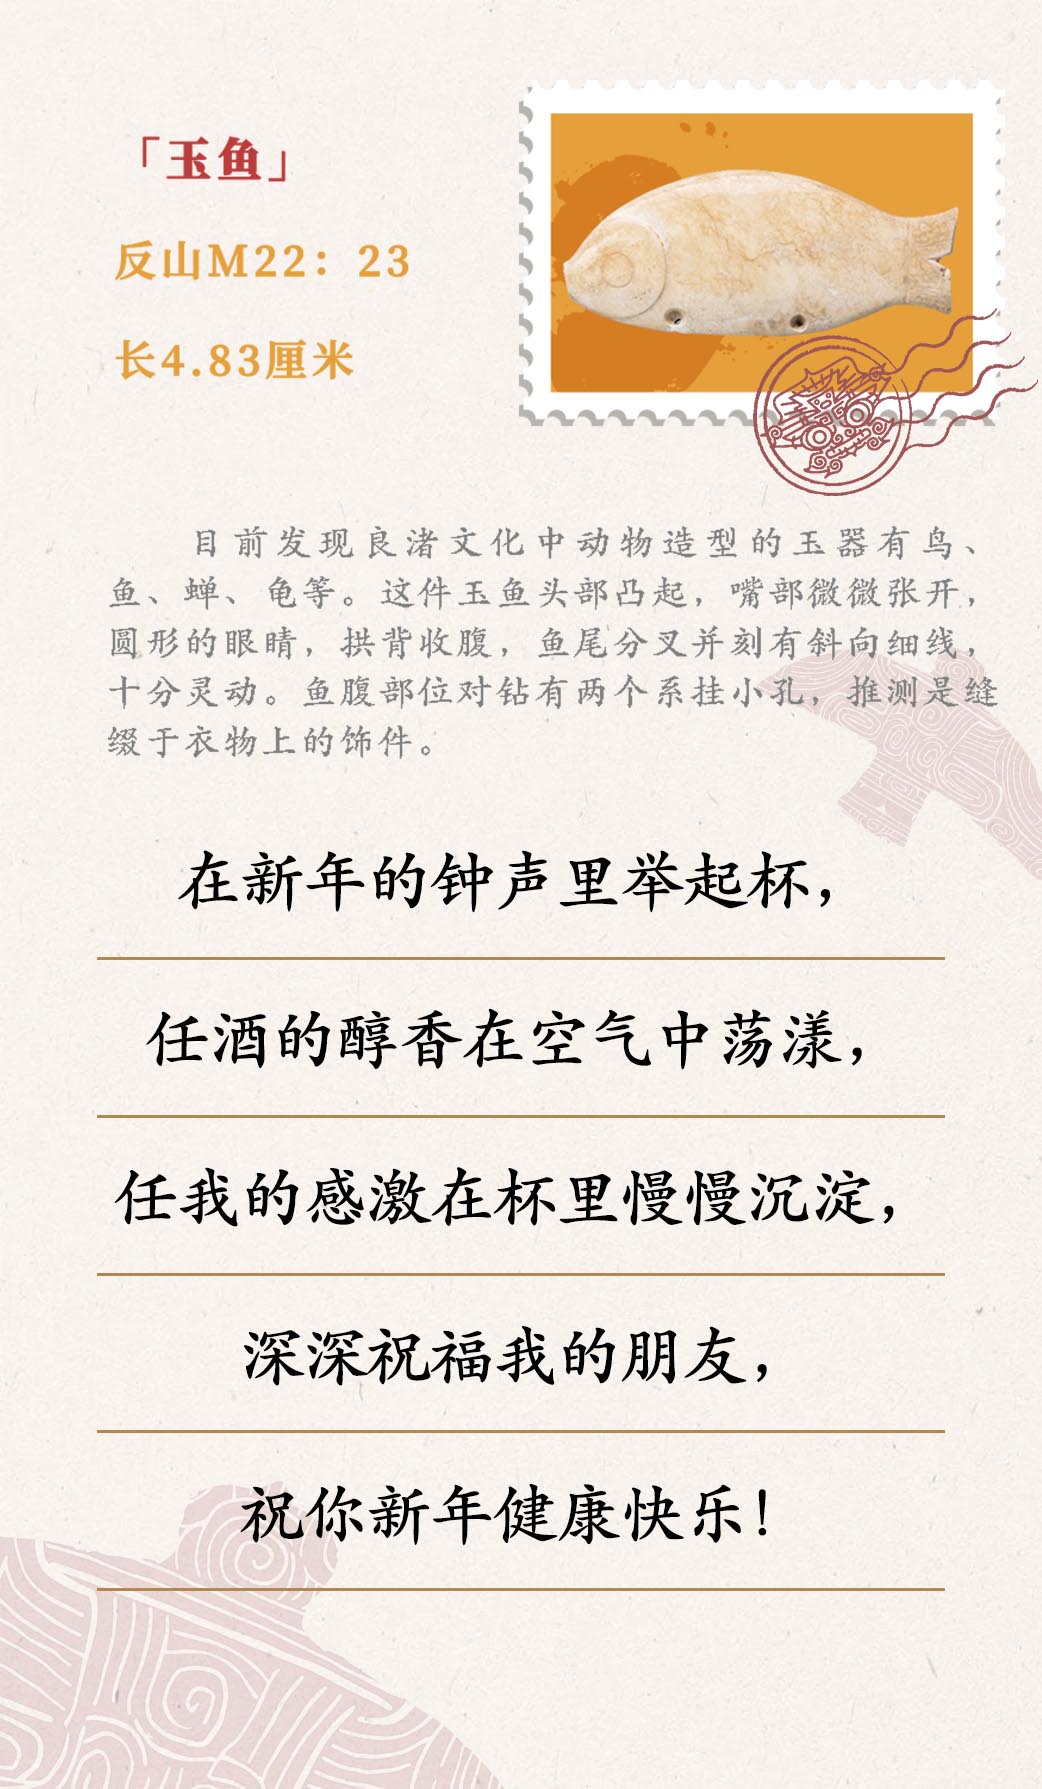 「玉鱼」
反山M22：23
长4.83厘米
目前发现良渚文化中动物造型的玉器有鸟、
鱼、蝉、龟等。这件玉鱼头部凸起，嘴部微微张开，
圆形的眼睛，拱背收腹，鱼尾分叉并刻有斜向细线，
十分灵动。鱼腹部位对钻有两个系挂小孔，推测是缝
缀于衣物上的饰件。
在新年的钟声里举起杯，
任酒的醇香在空气中荡漾，
任我的感激在杯里慢慢沉淀，
深深祝福我的朋友，
祝你新年健康快乐！